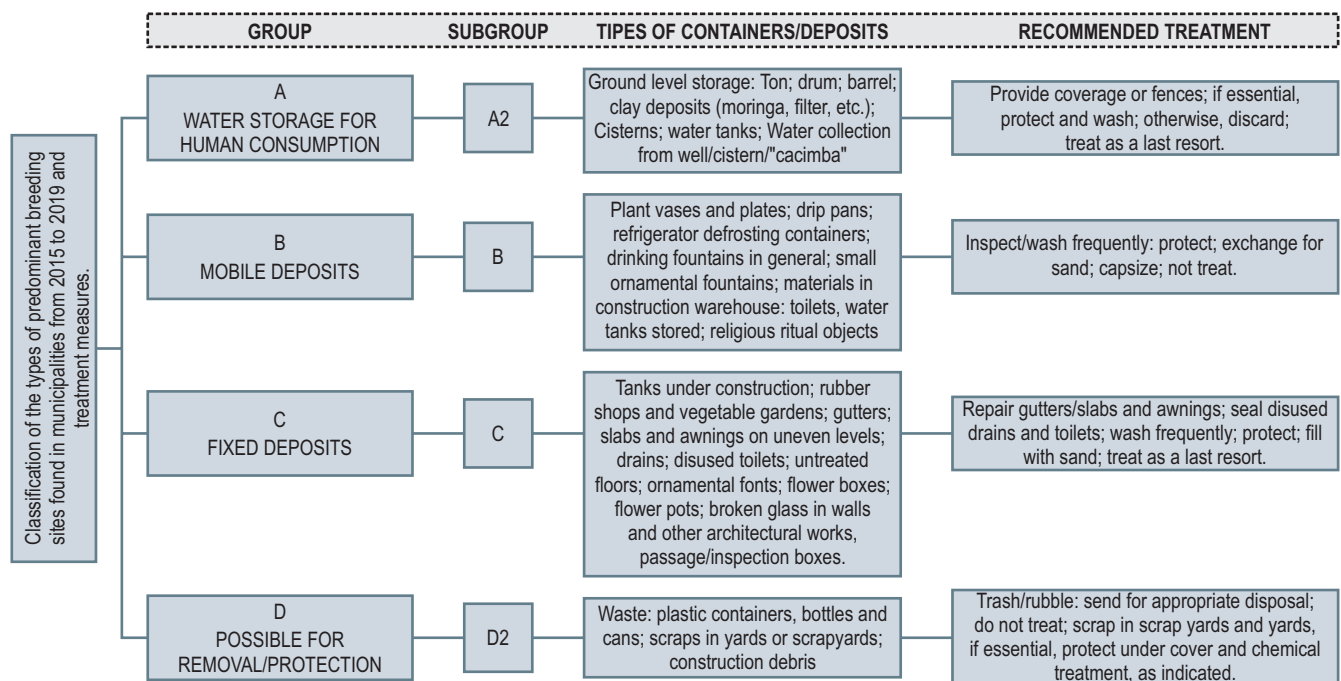 GROUP SUBGROUP TIPES OF CONTAINERS/DEPOSITS RECOMMENDED TREATMENT
Classification of the types of predominant breeding
sites found in municipalities from 2015 to 2019 and
treatment measures.
A
WATER STORAGE FOR
HUMAN CONSUMPTION
A2
Ground level storage: Ton; drum; barrel;
clay deposits (moringa, filter, etc.);
Cisterns; water tanks; Water collection
from well/cistern/"cacimba"
Provide coverage or fences; if essential,
protect and wash; otherwise, discard;
treat as a last resort.
B
MOBILE DEPOSITS
B
Plant vases and plates; drip pans;
refrigerator defrosting containers;
drinking fountains in general; small
ornamental fountains; materials in
construction warehouse: toilets, water
tanks stored; religious ritual objects
Inspect/wash frequently: protect; exchange for
sand; capsize; not treat.
C
FIXED DEPOSITS
C
Tanks under construction; rubber
shops and vegetable gardens; gutters;
slabs and awnings on uneven levels;
drains; disused toilets; untreated
floors; ornamental fonts; flower boxes;
flower pots; broken glass in walls
and other architectural works,
passage/inspection boxes.
Repair gutters/slabs and awnings; seal disused
drains and toilets; wash frequently; protect; fill
with sand; treat as a last resort.
D
POSSIBLE FOR
REMOVAL/PROTECTION
D2
Waste: plastic containers, bottles and
cans; scraps in yards or scrapyards;
construction debris
Trash/rubble: send for appropriate disposal;
do not treat; scrap in scrap yards and yards,
if essential, protect under cover and chemical
treatment, as indicated.